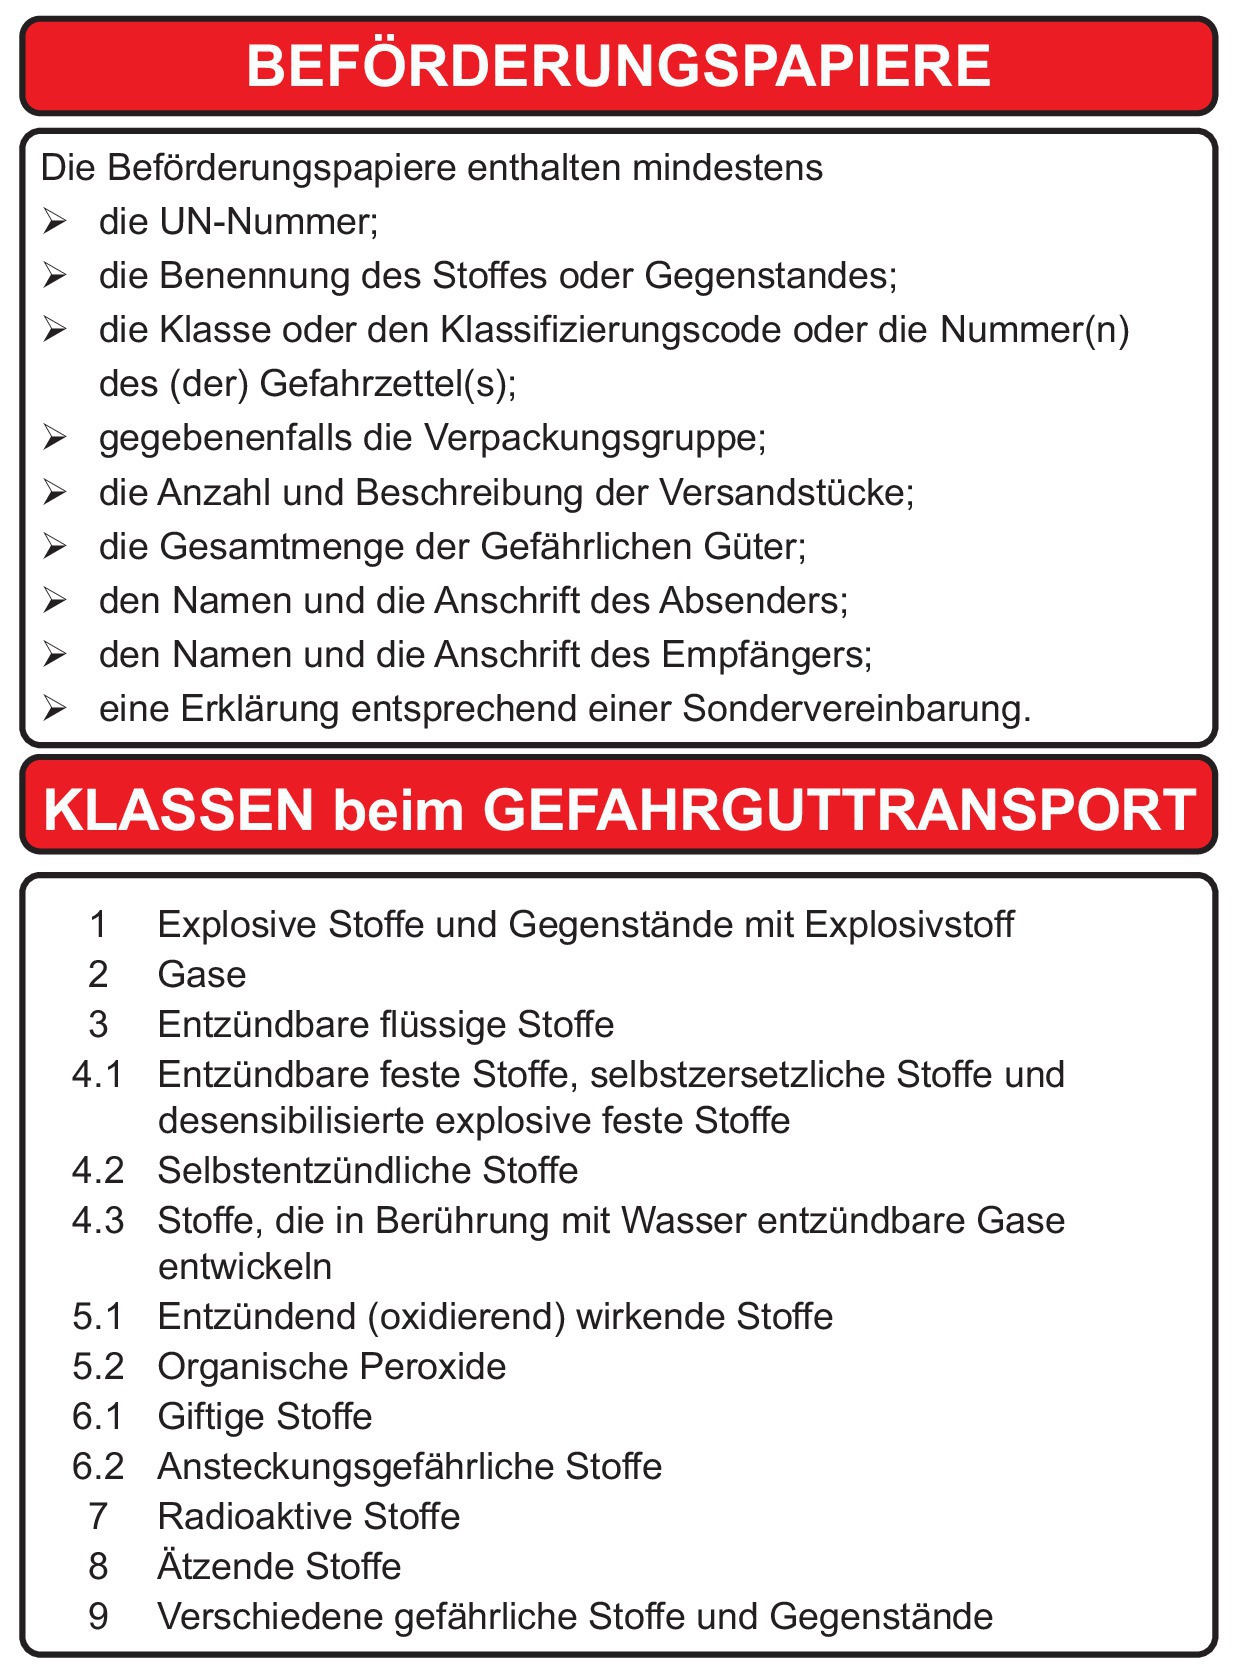 BEFÖRDERUNGSPAPIERE
Die Beförderungspapiere enthalten mindestens
➢ die UN-Nummer;
➢ die Benennung des Stoffes oder Gegenstandes;
➢ die Klasse oder den Klassifizierungscode oder die Nummer(n)
des (der) Gefahrzettel(s);
➢ gegebenenfalls die Verpackungsgruppe;
➢ die Anzahl und Beschreibung der Versandstücke;
➢ die Gesamtmenge der Gefährlichen Güter;
➢ den Namen und die Anschrift des Absenders;
➢ den Namen und die Anschrift des Empfängers;
➢ eine Erklärung entsprechend einer Sondervereinbarung.
KLASSEN beim GEFAHRGUTTRANSPORT
1 Explosive Stoffe und Gegenstände mit Explosivstoff
2 Gase
3 Entzündbare flüssige Stoffe
4.1 Entzündbare feste Stoffe, selbstzersetzliche Stoffe und
desensibilisierte explosive feste Stoffe
4.2 Selbstentzündliche Stoffe
4.3 Stoffe, die in Berührung mit Wasser entzündbare Gase
entwickeln
5.1 Entzündend (oxidierend) wirkende Stoffe
5.2 Organische Peroxide
6.1 Giftige Stoffe
6.2 Ansteckungsgefährliche Stoffe
7 Radioaktive Stoffe
8 Ätzende Stoffe
9 Verschiedene gefährliche Stoffe und Gegenstände